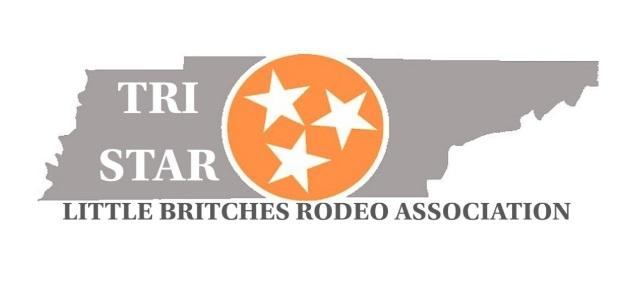 TRI
STAR
LITTLE BRITCHES RODEO ASSOCIATION